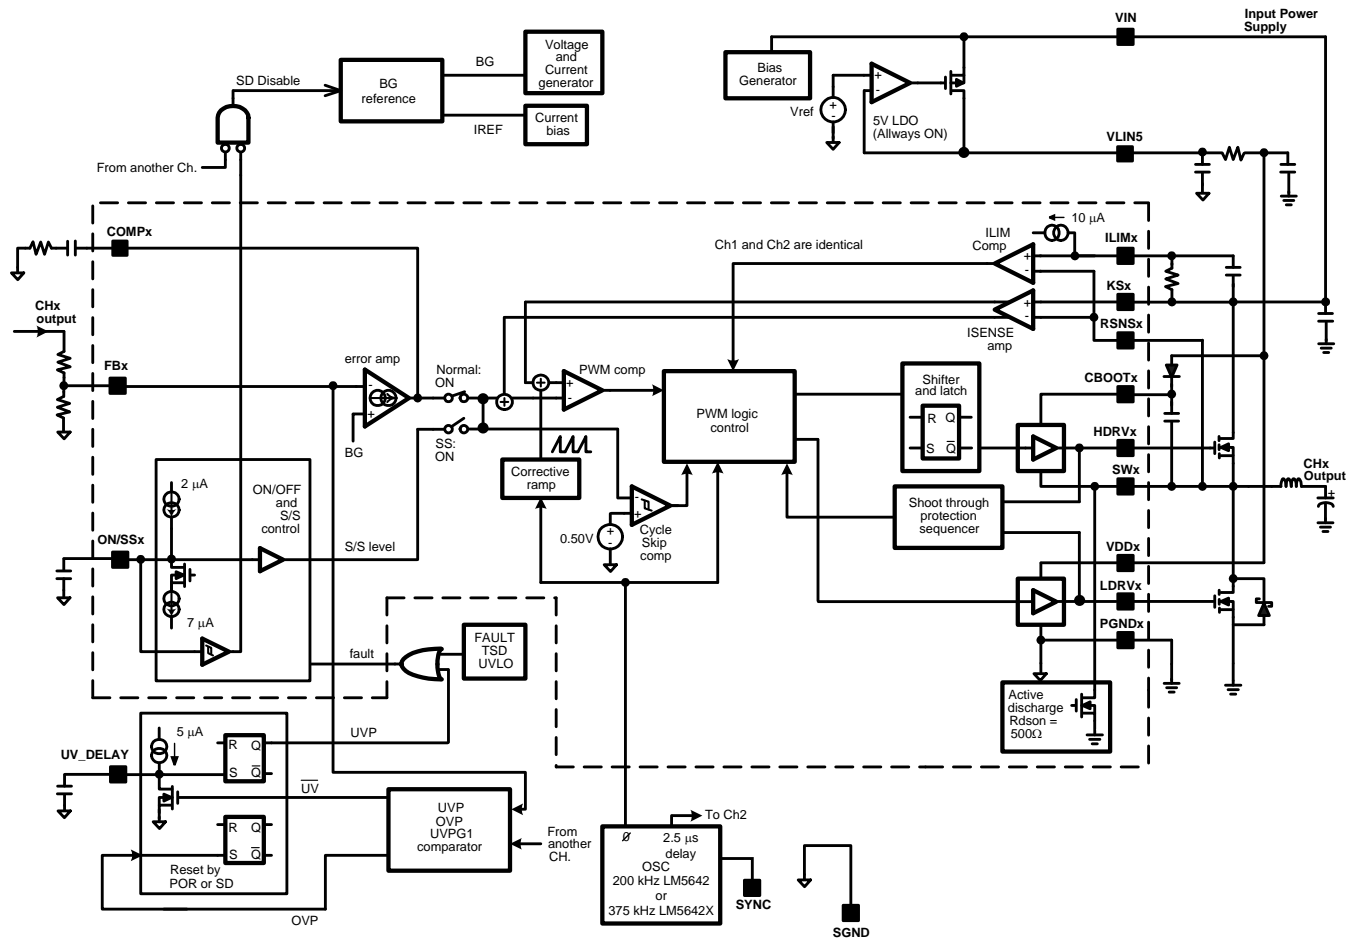 VIN
Input Power
Supply
Voltage
and
Current
generator
BG
SD Disable
BG
reference
IREF
Current
bias
Bias
Generator
Vref
+
-
+
-
5V LDO
(Allways ON)
VLIN5
From another Ch.
COMPx
10 µA
ILIM
Comp
+
-
ILIMx
Ch1 and Ch2 are identical
KSx
+
-
ISENSE
amp
RSNSx
CHx
output
FBx
error amp
-
+
BG
Normal:
ON
SS:
ON
+
+
+
-
PWM comp
PWM logic
control
Shifter
and latch
R Q
S Q
CBOOTx
HDRVx
SWx
CHx
Output
+
Corrective
ramp
0.50V
+
-
-
+
Cycle
Skip
comp
Shoot through
protection
sequencer
VDDx
LDRVx
PGNDx
2 µA
ON/OFF
and
S/S
control
ON/SSx
S/S level
7 µA
fault
FAULT
TSD
UVLO
Active
discharge
Rdson =
500Ω
5 µA
UV_DELAY
R Q
S Q
UVP
UV
R Q
S Q
Reset by
POR or SD
OVP
UVP
OVP
UVPG1
comparator
From
another
CH.
To Ch2
ø
2.5 µs
delay
OSC
200 kHz LM5642
or
375 kHz LM5642X
SYNC
SGND